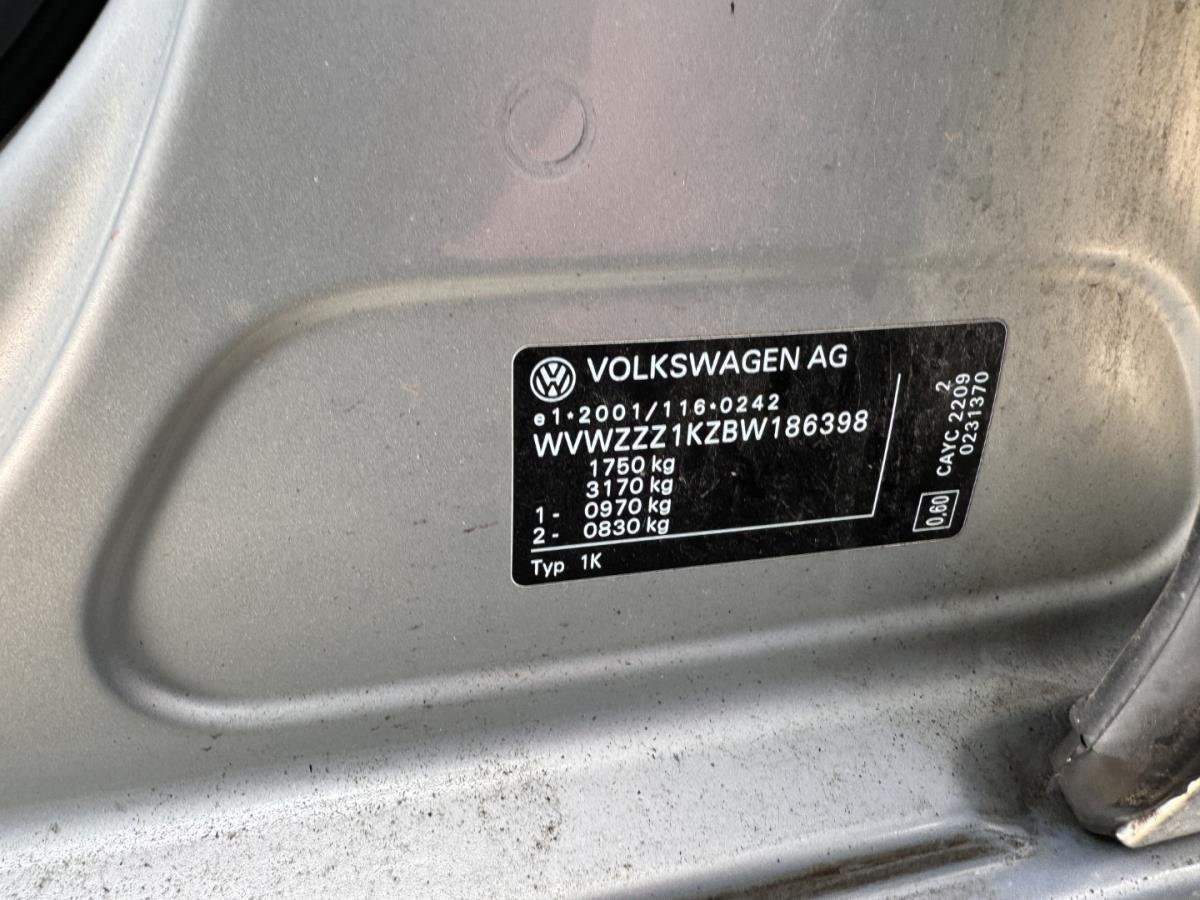 VOLKSWAGEN AG
e1*2001/116*0242
WVWZZZ1KZBW186398
1750 kg
3170 kg
1- 0970 kg
2- 0830 kg
Typ 1K
2
CAYC 2209
0231370
0,60